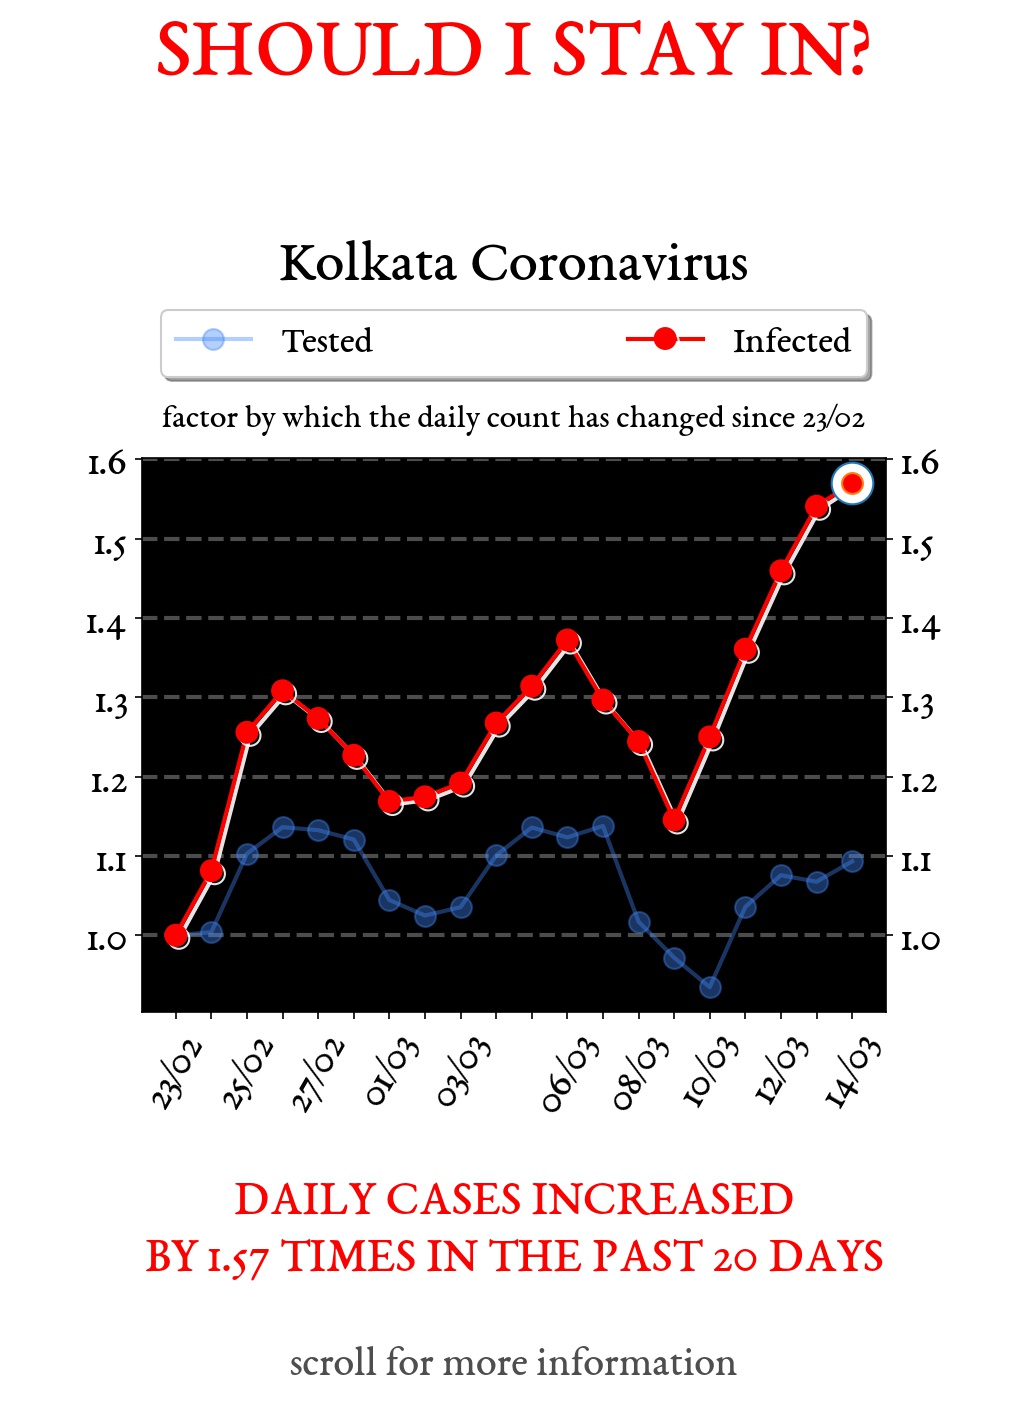 SHOULD I STAY IN?
Kolkata Coronavirus
Tested Infected
factor by which the daily count has changed since 23/02
1.6 1.6
1.5 1.5
1.4 1.4
1.3 1.3
1.2 1.2
1.1 1.1
1.0 1.0
23/02 25/02 27/02 01/03 03/03 06/03 08/03 10/03 12/03 14/03
DAILY CASES INCREASED
BY 1.57 TIMES IN THE PAST 20 DAYS
scroll for more information